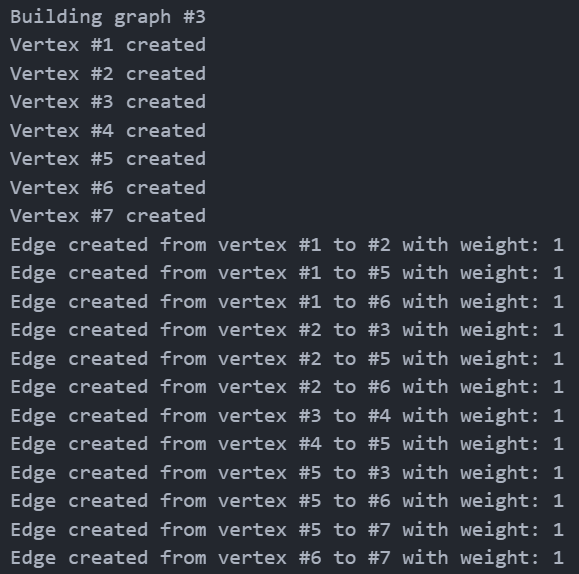 Building graph #3
Vertex #1 created
Vertex #2 created
Vertex #3 created
Vertex #4 created
Vertex #5 created
Vertex #6 created
Vertex #7 created
Edge created from vertex #1 to #2 with weight: 1
Edge created from vertex #1 to #5 with weight: 1
Edge created from vertex #1 to #6 with weight: 1
Edge created from vertex #2 to #3 with weight: 1
Edge created from vertex #2 to #5 with weight: 1
Edge created from vertex #2 to #6 with weight: 1
Edge created from vertex #3 to #4 with weight: 1
Edge created from vertex #4 to #5 with weight: 1
Edge created from vertex #5 to #3 with weight: 1
Edge created from vertex #5 to #6 with weight: 1
Edge created from vertex #5 to #7 with weight: 1
Edge created from vertex #6 to #7 with weight: 1